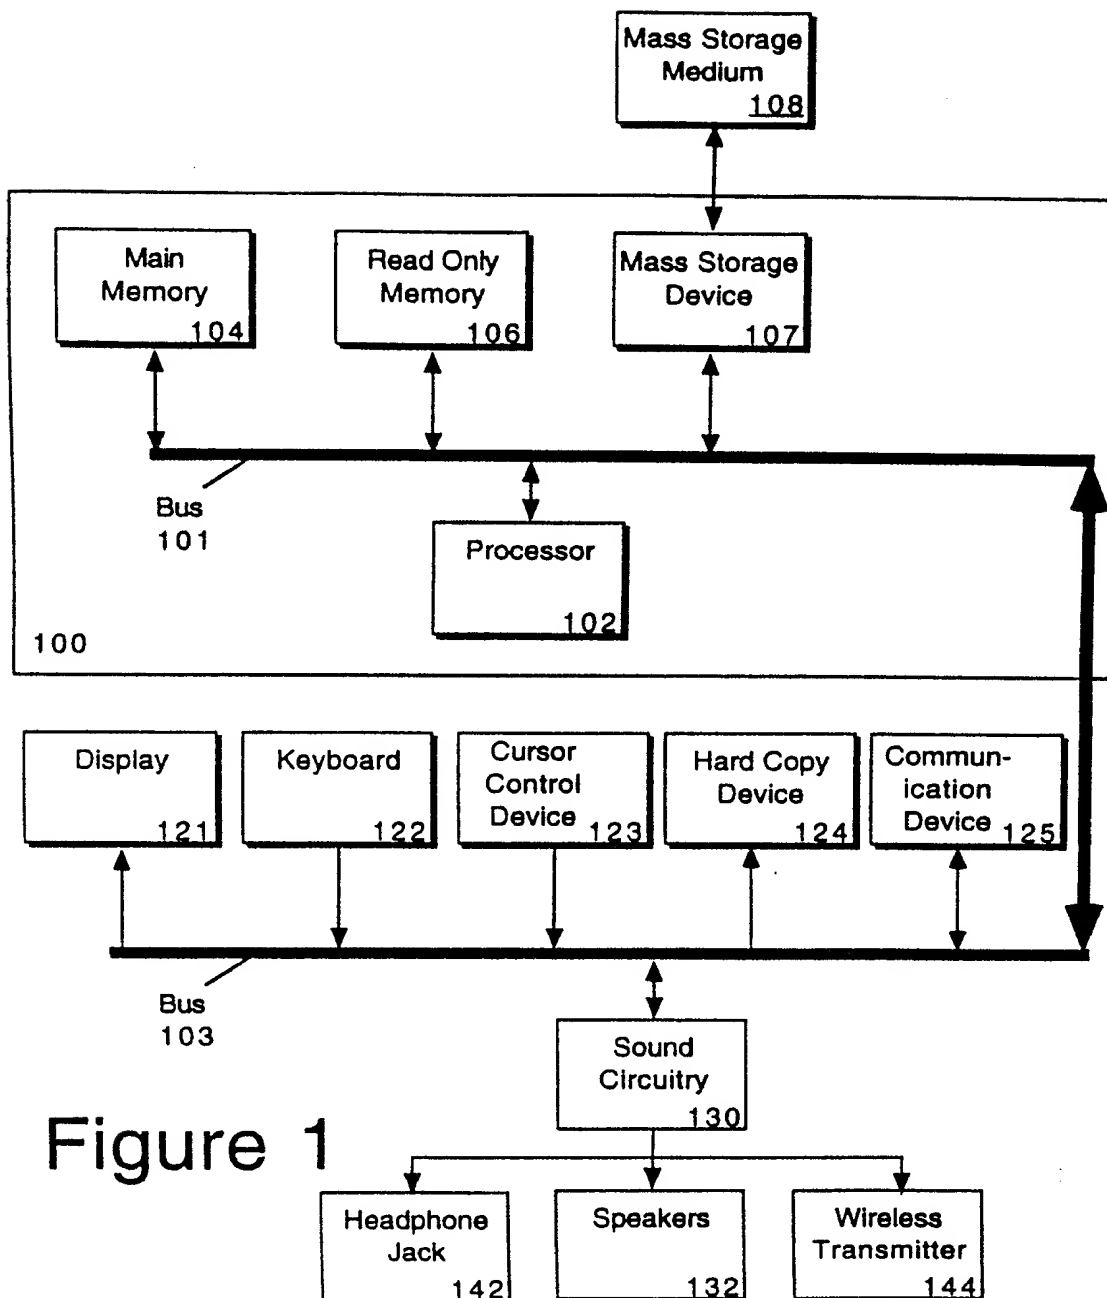 Mass Storage
Medium
108
Main
Memory
104
Read Only
Memory
106
Mass Storage
Device
107
Bus
101
Processor
102
100
Display
121
Keyboard
122
Cursor
Control
Device
123
Hard Copy
Device
124
Commun-
ication
Device
125
Bus
103
Sound
Circuitry
130
Figure 1
Headphone
Jack
142
Speakers
132
Wireless
Transmitter
144